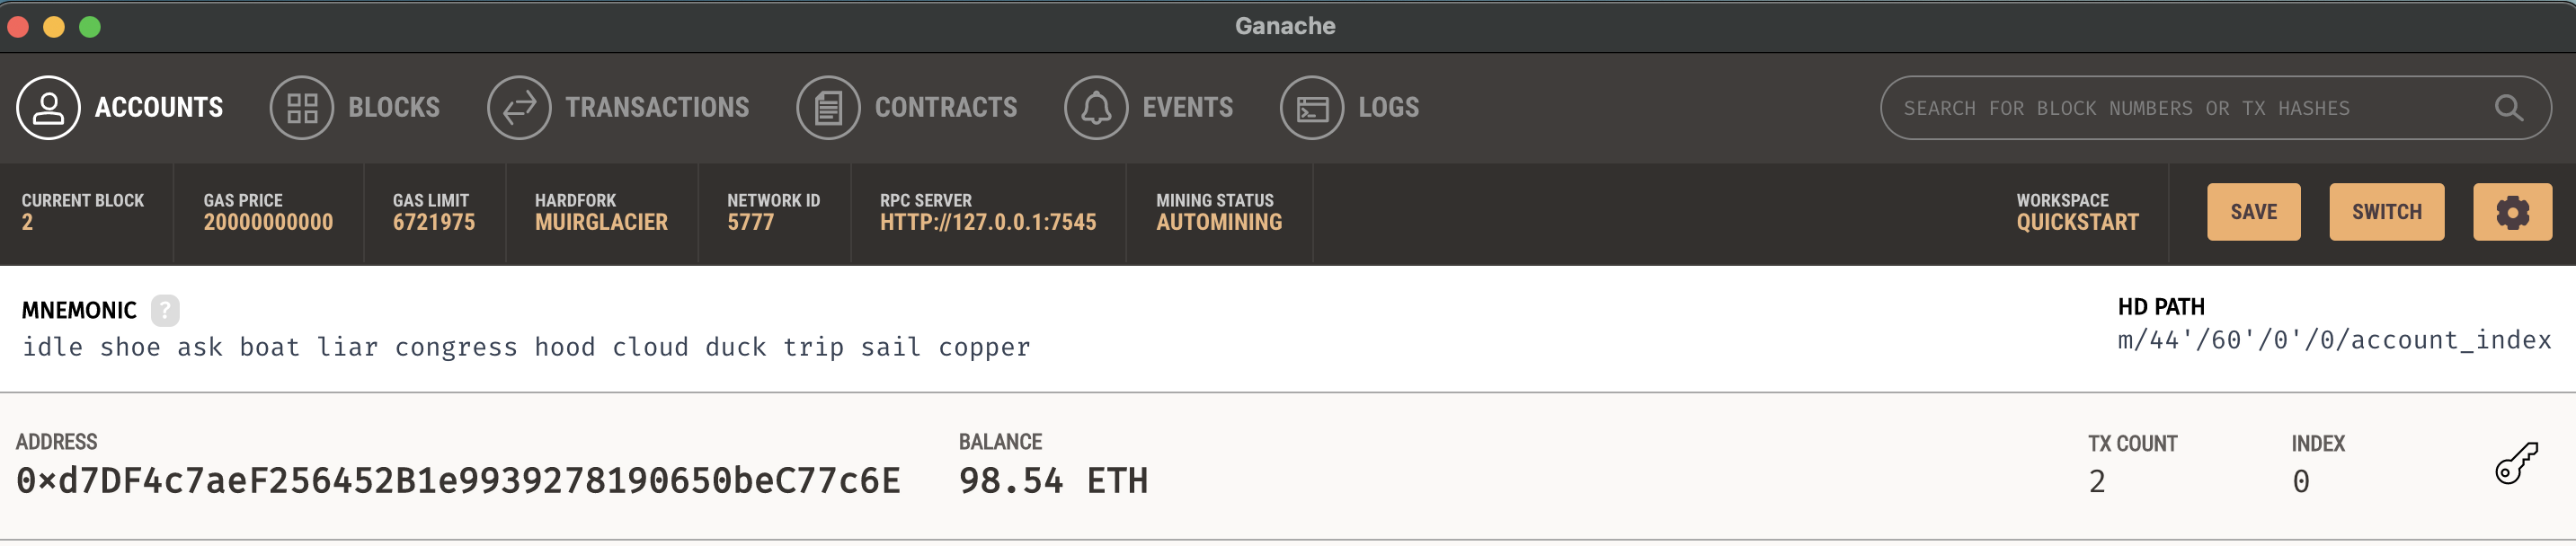 Ganache
ACCOUNTS BLOCKS TRANSACTIONS CONTRACTS EVENTS LOGS SEARCH FOR BLOCK NUMBERS OR TX HASHES
CURRENT BLOCK GAS PRICE GAS LIMIT HARDFORK NETWORK ID RPC SERVER MINING STATUS WORKSPACE
2 20000000000 6721975 MUIRGLACIER 5777 HTTP://127.0.0.1:7545 AUTOMINING QUICKSTART SAVE SWITCH
MNEMONIC ? HD PATH
idle shoe ask boat liar congress hood cloud duck trip sail copper m/44'/60'/0'/0/account_index
ADDRESS BALANCE TX COUNT INDEX
0×d7DF4c7aeF256452B1e9939278190650beC77c6E 98.54 ETH 2 0